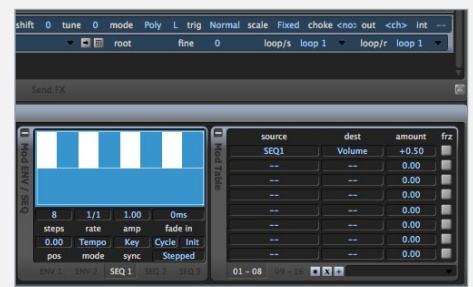 shift 0 tune 0 mode Poly L trig Normal scale Fixed choke <no> out <ch> int --
root fine 0 loop/s loop 1 loop/r loop 1
Send FX
Mod ENV / SEQ
8 1/1 1.00 0ms
steps rate amp fade in
0.00 Tempo Key Cycle Init
pos mode sync Stepped
ENV 1 ENV 2 SEQ 1 SEQ 2 SEQ 3
Mod Table
source dest amount frz
SEQ1 Volume +0.50
-- -- 0.00
-- -- 0.00
-- -- 0.00
-- -- 0.00
-- -- 0.00
-- -- 0.00
-- -- 0.00
01 - 08 09 - 16 x +